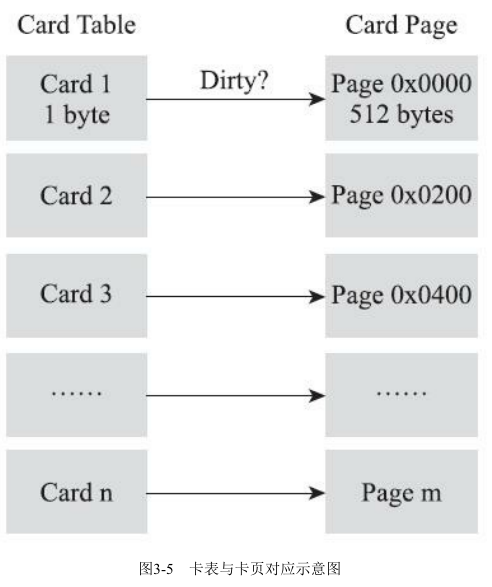 Card Table
Card Page
Card 1
1 byte
Dirty?
Page 0x0000
512 bytes
Card 2
Page 0x0200
Card 3
Page 0x0400
……
……
Card n
Page m
图3-5 卡表与卡页对应示意图